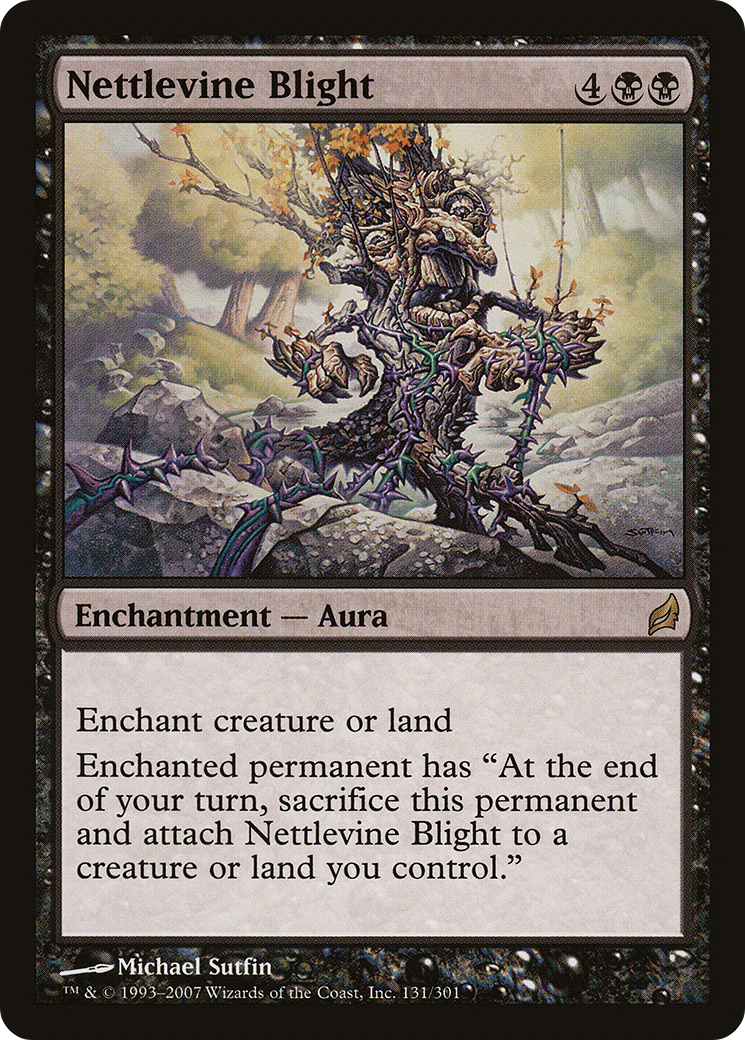 Nettlevine Blight 4
Sutfin
Enchantment — Aura
Enchant creature or land
Enchanted permanent has “At the end
of your turn, sacrifice this permanent
and attach Nettlevine Blight to a
creature or land you control.”
Michael Sutfin
™ & © 1993–2007 Wizards of the Coast, Inc. 131/301